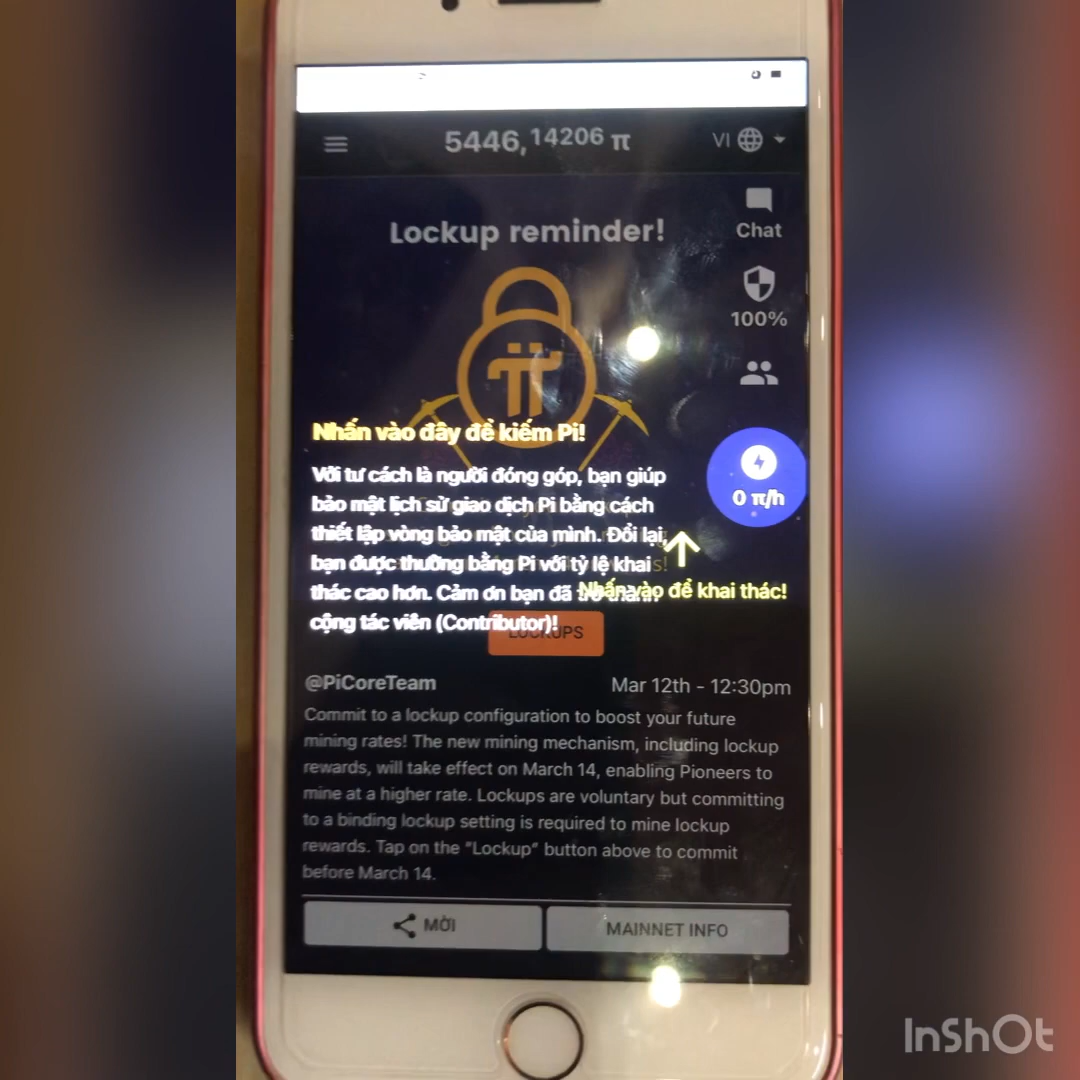 5446,14206 π
VI
Chat
Lockup reminder!
100%
Nhấn vào đây để kiếm Pi!
0 π/h
Với tư cách là người đóng góp, bạn giúp
bảo mật lịch sử giao dịch Pi bằng cách
thiết lập vòng bảo mật của mình. Đổi lại,
bạn được thưởng bằng Pi với tỷ lệ khai
thác cao hơn. Cảm ơn bạn đã trở thành
cộng tác viên (Contributor)!
Nhấn vào để khai thác!
LOCKUPS
@PiCoreTeam
Mar 12th - 12:30pm
Commit to a lockup configuration to boost your future
mining rates! The new mining mechanism, including lockup
rewards, will take effect on March 14, enabling Pioneers to
mine at a higher rate. Lockups are voluntary but committing
to a binding lockup setting is required to mine lockup
rewards. Tap on the “Lockup” button above to commit
before March 14.
MỜI
MAINNET INFO
InShOt